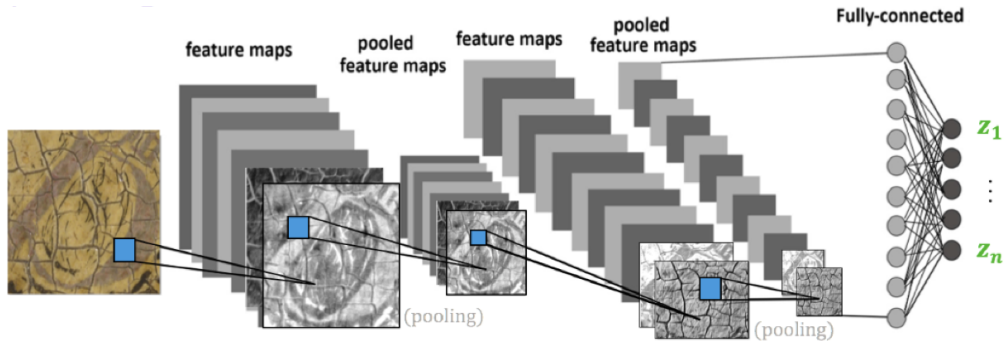 feature maps
pooled
feature maps
feature maps
pooled
feature maps
Fully-connected
z₁
⋮
zₙ
(pooling)
(pooling)